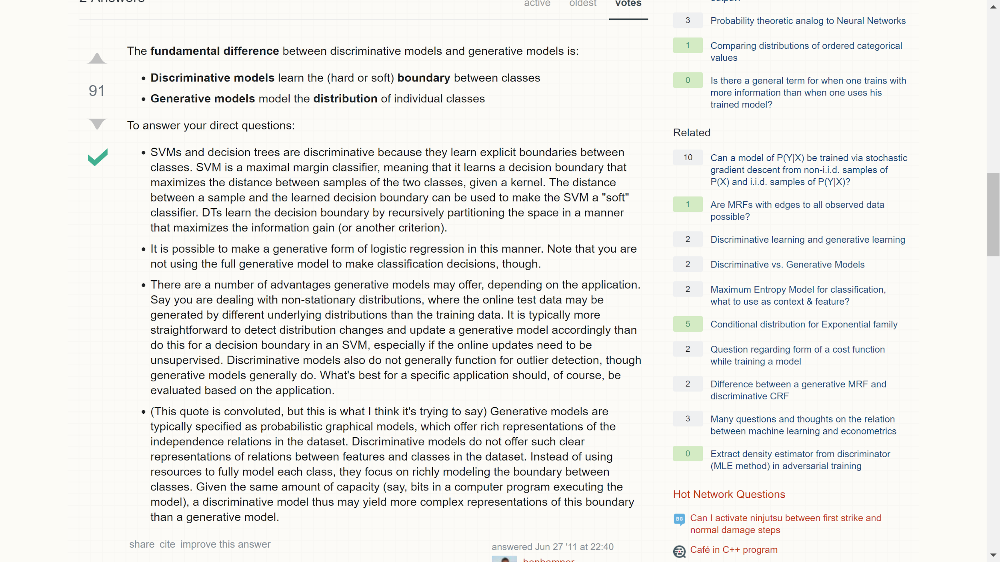 2 Answers
active oldest votes
The fundamental difference between discriminative models and generative models is:
91
• Discriminative models learn the (hard or soft) boundary between classes
• Generative models model the distribution of individual classes
To answer your direct questions:
• SVMs and decision trees are discriminative because they learn explicit boundaries between
classes. SVM is a maximal margin classifier, meaning that it learns a decision boundary that
maximizes the distance between samples of the two classes, given a kernel. The distance
between a sample and the learned decision boundary can be used to make the SVM a "soft"
classifier. DTs learn the decision boundary by recursively partitioning the space in a manner
that maximizes the information gain (or another criterion).
• It is possible to make a generative form of logistic regression in this manner. Note that you are
not using the full generative model to make classification decisions, though.
• There are a number of advantages generative models may offer, depending on the application.
Say you are dealing with non-stationary distributions, where the online test data may be
generated by different underlying distributions than the training data. It is typically more
straightforward to detect distribution changes and update a generative model accordingly than
do this for a decision boundary in an SVM, especially if the online updates need to be
unsupervised. Discriminative models also do not generally function for outlier detection, though
generative models generally do. What's best for a specific application should, of course, be
evaluated based on the application.
• (This quote is convoluted, but this is what I think it's trying to say) Generative models are
typically specified as probabilistic graphical models, which offer rich representations of the
independence relations in the dataset. Discriminative models do not offer such clear
representations of relations between features and classes in the dataset. Instead of using
resources to fully model each class, they focus on richly modeling the boundary between
classes. Given the same amount of capacity (say, bits in a computer program executing the
model), a discriminative model thus may yield more complex representations of this boundary
than a generative model.
share cite improve this answer
answered Jun 27 '11 at 22:40
benhamner
output?
3 Probability theoretic analog to Neural Networks
1 Comparing distributions of ordered categorical
values
0 Is there a general term for when one trains with
more information than when one uses his
trained model?
Related
10 Can a model of P(Y|X) be trained via stochastic
gradient descent from non-i.i.d. samples of
P(X) and i.i.d. samples of P(Y|X)?
1 Are MRFs with edges to all observed data
possible?
2 Discriminative learning and generative learning
2 Discriminative vs. Generative Models
2 Maximum Entropy Model for classification,
what to use as context & feature?
5 Conditional distribution for Exponential family
2 Question regarding form of a cost function
while training a model
2 Difference between a generative MRF and
discriminative CRF
3 Many questions and thoughts on the relation
between machine learning and econometrics
0 Extract density estimator from discriminator
(MLE method) in adversarial training
Hot Network Questions
BG Can I activate ninjutsu between first strike and
normal damage steps
Café in C++ program